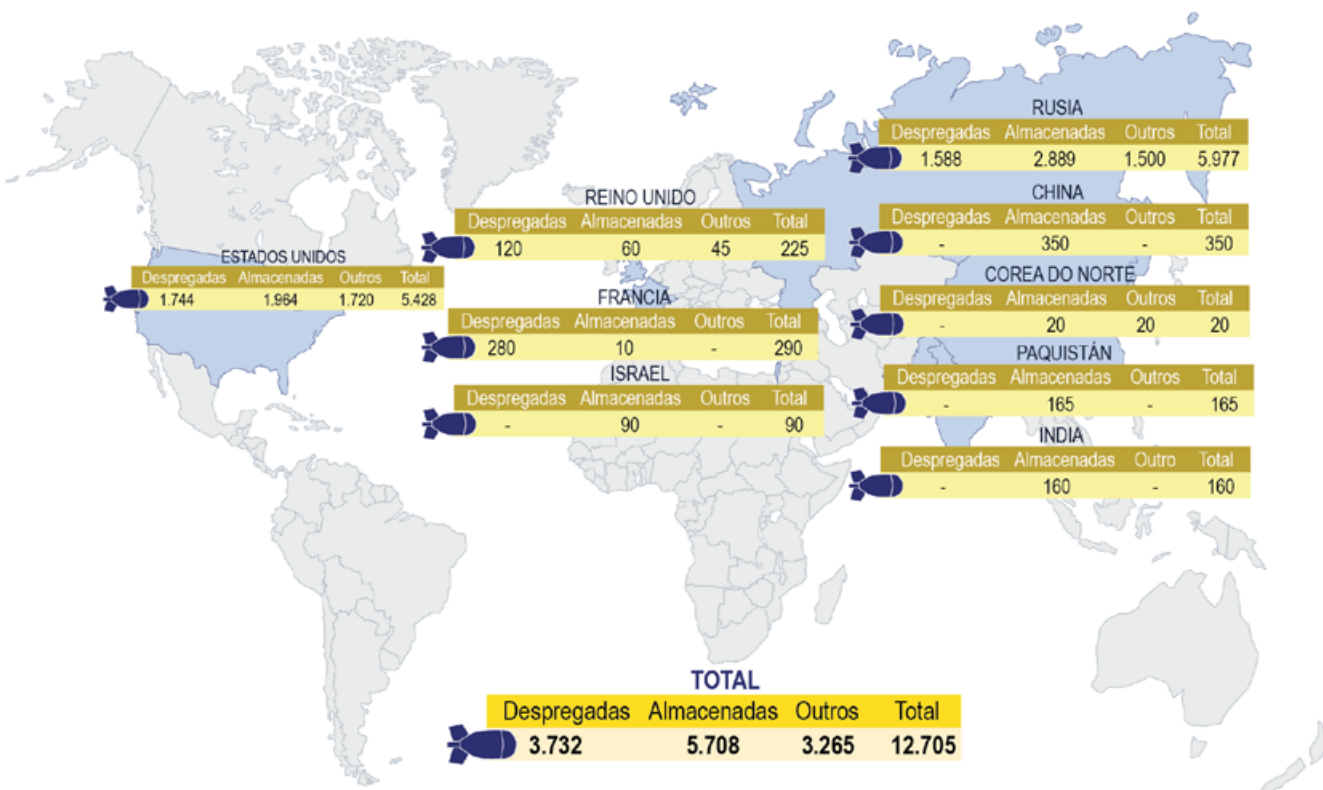 RUSIA
Despregadas Almacenadas Outros Total
1.588 2.889 1.500 5.977
REINO UNIDO
Despregadas Almacenadas Outros Total
120 60 45 225
CHINA
Despregadas Almacenadas Outros Total
- 350 - 350
ESTADOS UNIDOS
Despregadas Almacenadas Outros Total
1.744 1.964 1.720 5.428
COREA DO NORTE
Despregadas Almacenadas Outros Total
- 20 20 20
FRANCIA
Despregadas Almacenadas Outros Total
280 10 - 290
PAQUISTÁN
Despregadas Almacenadas Outros Total
- 165 - 165
ISRAEL
Despregadas Almacenadas Outros Total
- 90 - 90
INDIA
Despregadas Almacenadas Outro Total
- 160 - 160
TOTAL
Despregadas Almacenadas Outros Total
3.732 5.708 3.265 12.705